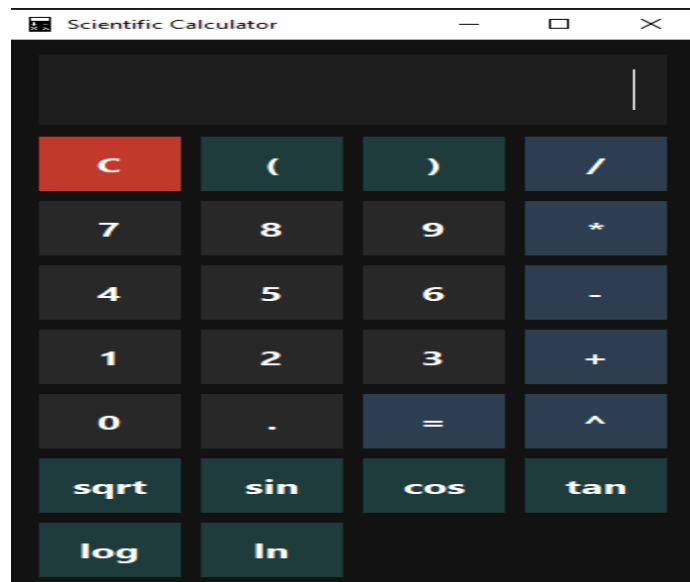 Scientific Calculator
C ( ) /
7 8 9 *
4 5 6 -
1 2 3 +
0 . = ^
sqrt sin cos tan
log ln